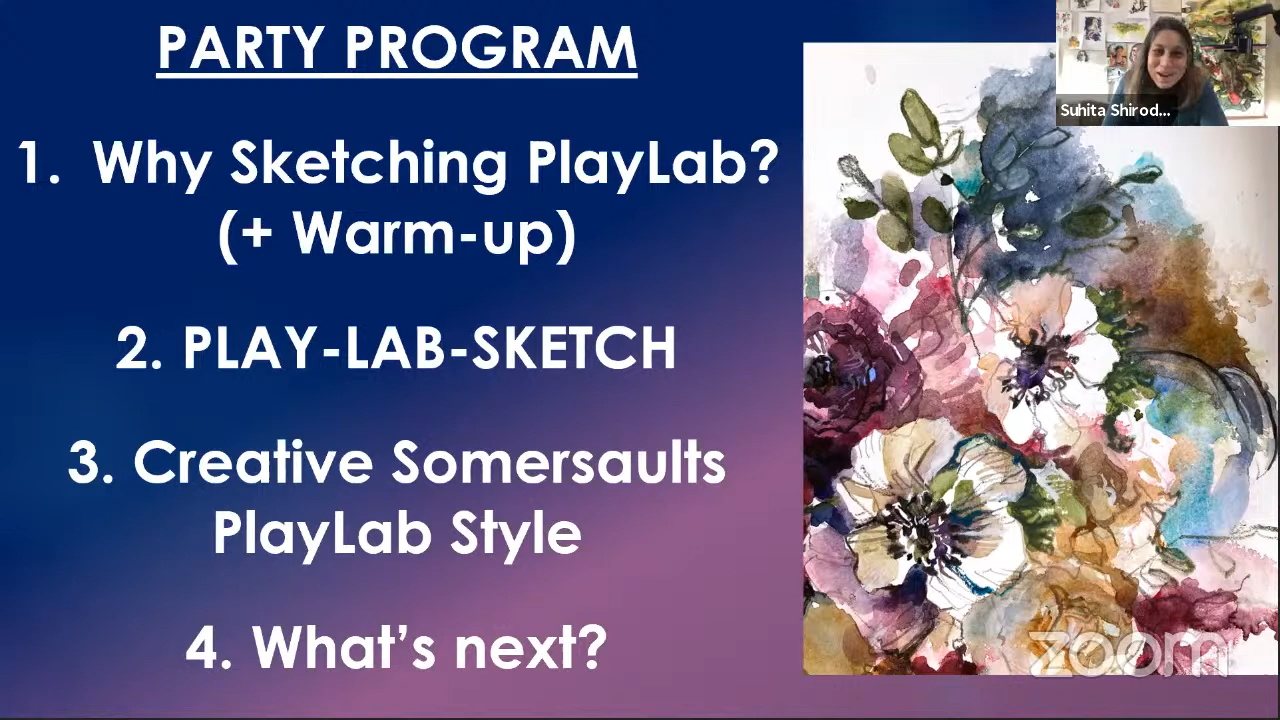 PARTY PROGRAM
1. Why Sketching PlayLab?
(+ Warm-up)
2. PLAY-LAB-SKETCH
3. Creative Somersaults
PlayLab Style
4. What’s next?
Suhita Shirod...
zoom